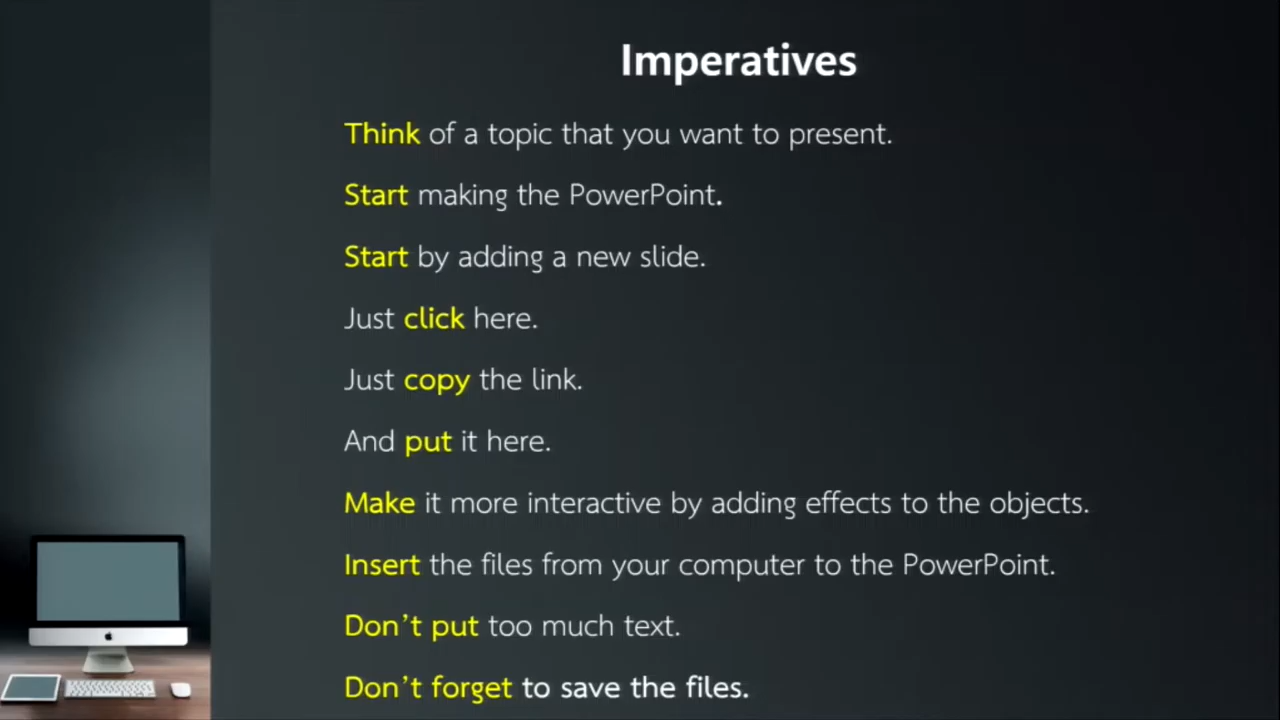 Imperatives
Think of a topic that you want to present.
Start making the PowerPoint.
Start by adding a new slide.
Just click here.
Just copy the link.
And put it here.
Make it more interactive by adding effects to the objects.
Insert the files from your computer to the PowerPoint.
Don’t put too much text.
Don’t forget to save the files.